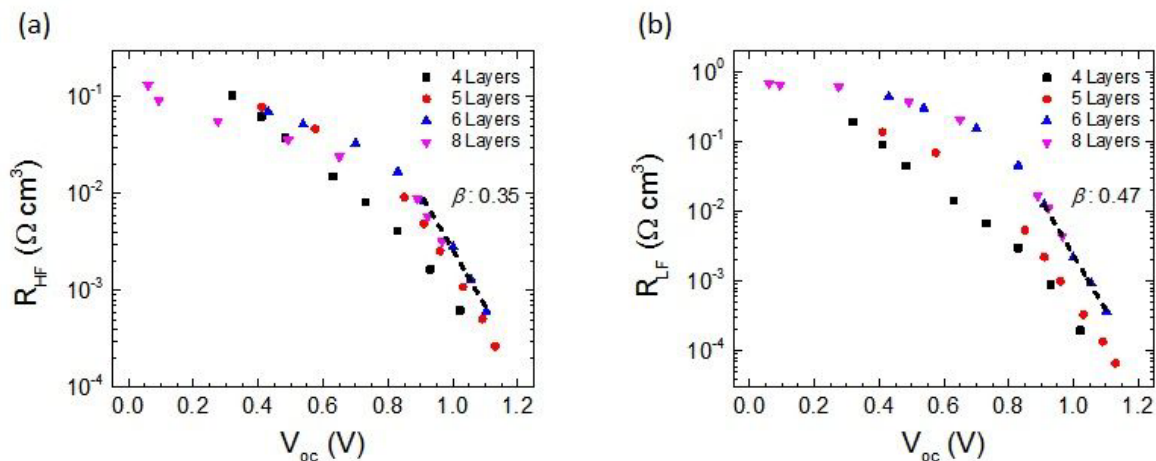 (a)
10⁻¹
10⁻²
10⁻³
10⁻⁴
R_HF (Ω cm³)
4 Layers
5 Layers
6 Layers
8 Layers
β: 0.35
0.0 0.2 0.4 0.6 0.8 1.0 1.2
V_oc (V)
(b)
10⁰
10⁻¹
10⁻²
10⁻³
10⁻⁴
R_LF (Ω cm³)
4 Layers
5 Layers
6 Layers
8 Layers
β: 0.47
0.0 0.2 0.4 0.6 0.8 1.0 1.2
V_oc (V)